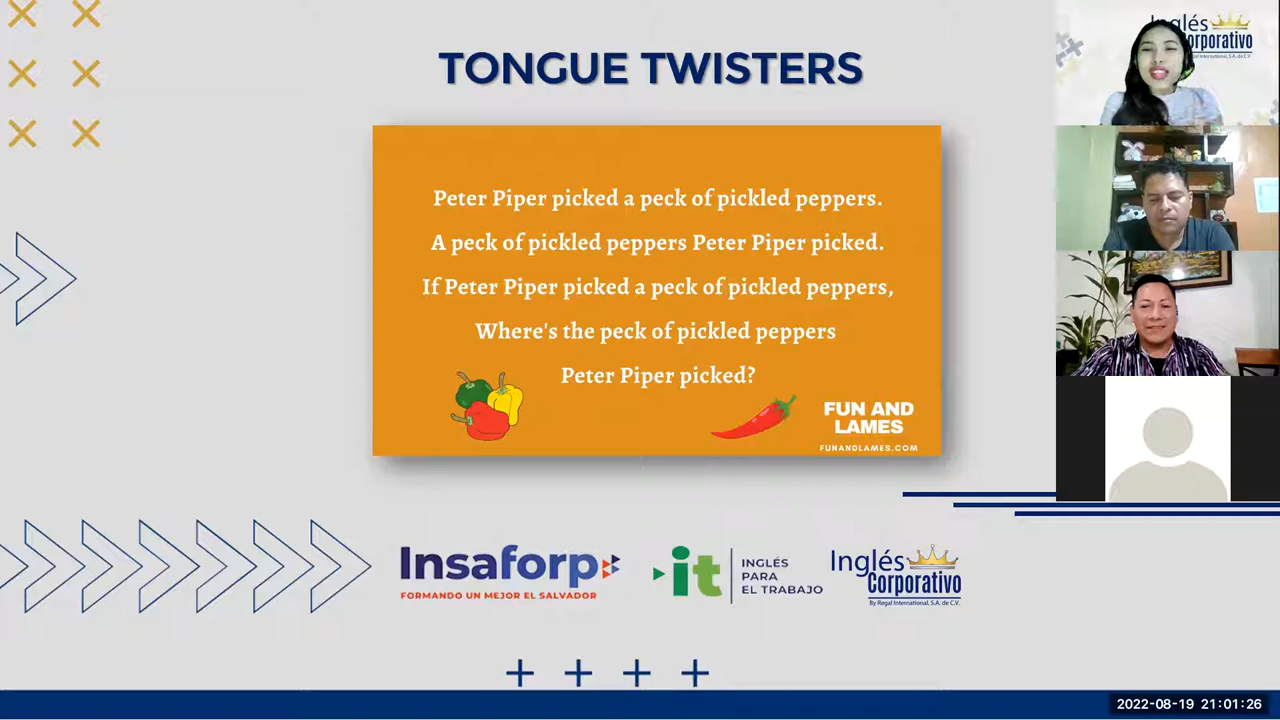 TONGUE TWISTERS
Peter Piper picked a peck of pickled peppers.
A peck of pickled peppers Peter Piper picked.
If Peter Piper picked a peck of pickled peppers,
Where's the peck of pickled peppers
Peter Piper picked?
FUN AND
LAMES
FUNANDLAMES.COM
Insaforp
FORMANDO UN MEJOR EL SALVADOR
it
INGLÉS
PARA
EL TRABAJO
Inglés
Corporativo
By Regal International, S.A. de C.V.
Inglés
Corporativo
2022-08-19 21:01:26